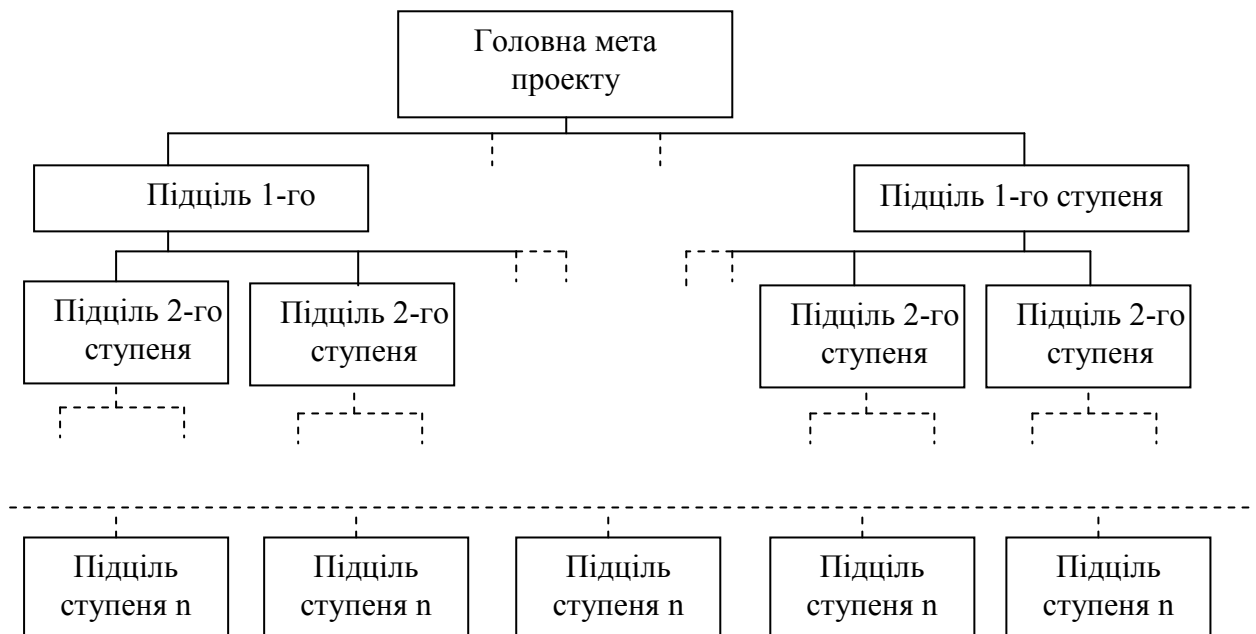 Головна мета
проекту
Підціль 1-го
Підціль 1-го ступеня
Підціль 2-го
ступеня
Підціль 2-го
ступеня
Підціль 2-го
ступеня
Підціль 2-го
ступеня
Підціль
ступеня n
Підціль
ступеня n
Підціль
ступеня n
Підціль
ступеня n
Підціль
ступеня n